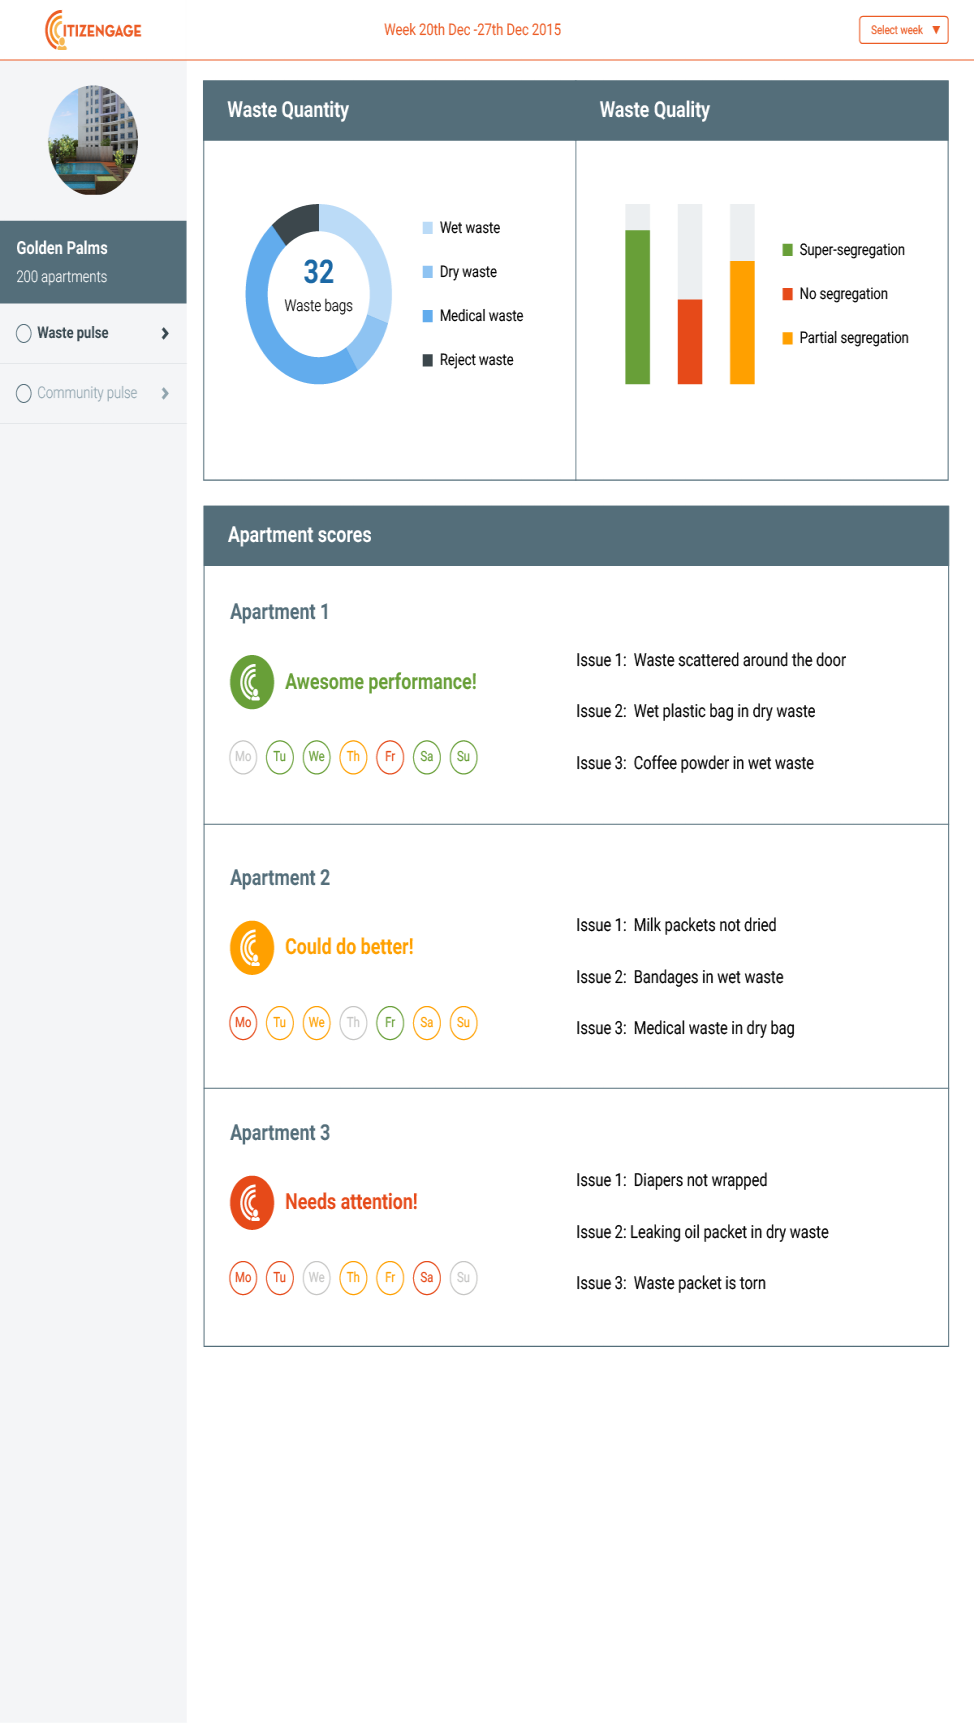 CITIZENGAGE
Week 20th Dec -27th Dec 2015
Select week ▼
Golden Palms
200 apartments
Waste pulse
Community pulse
Waste Quantity
32
Waste bags
Wet waste
Dry waste
Medical waste
Reject waste
Waste Quality
Super-segregation
No segregation
Partial segregation
Apartment scores
Apartment 1
Awesome performance!
Mo Tu We Th Fr Sa Su
Issue 1: Waste scattered around the door
Issue 2: Wet plastic bag in dry waste
Issue 3: Coffee powder in wet waste
Apartment 2
Could do better!
Mo Tu We Th Fr Sa Su
Issue 1: Milk packets not dried
Issue 2: Bandages in wet waste
Issue 3: Medical waste in dry bag
Apartment 3
Needs attention!
Mo Tu We Th Fr Sa Su
Issue 1: Diapers not wrapped
Issue 2: Leaking oil packet in dry waste
Issue 3: Waste packet is torn